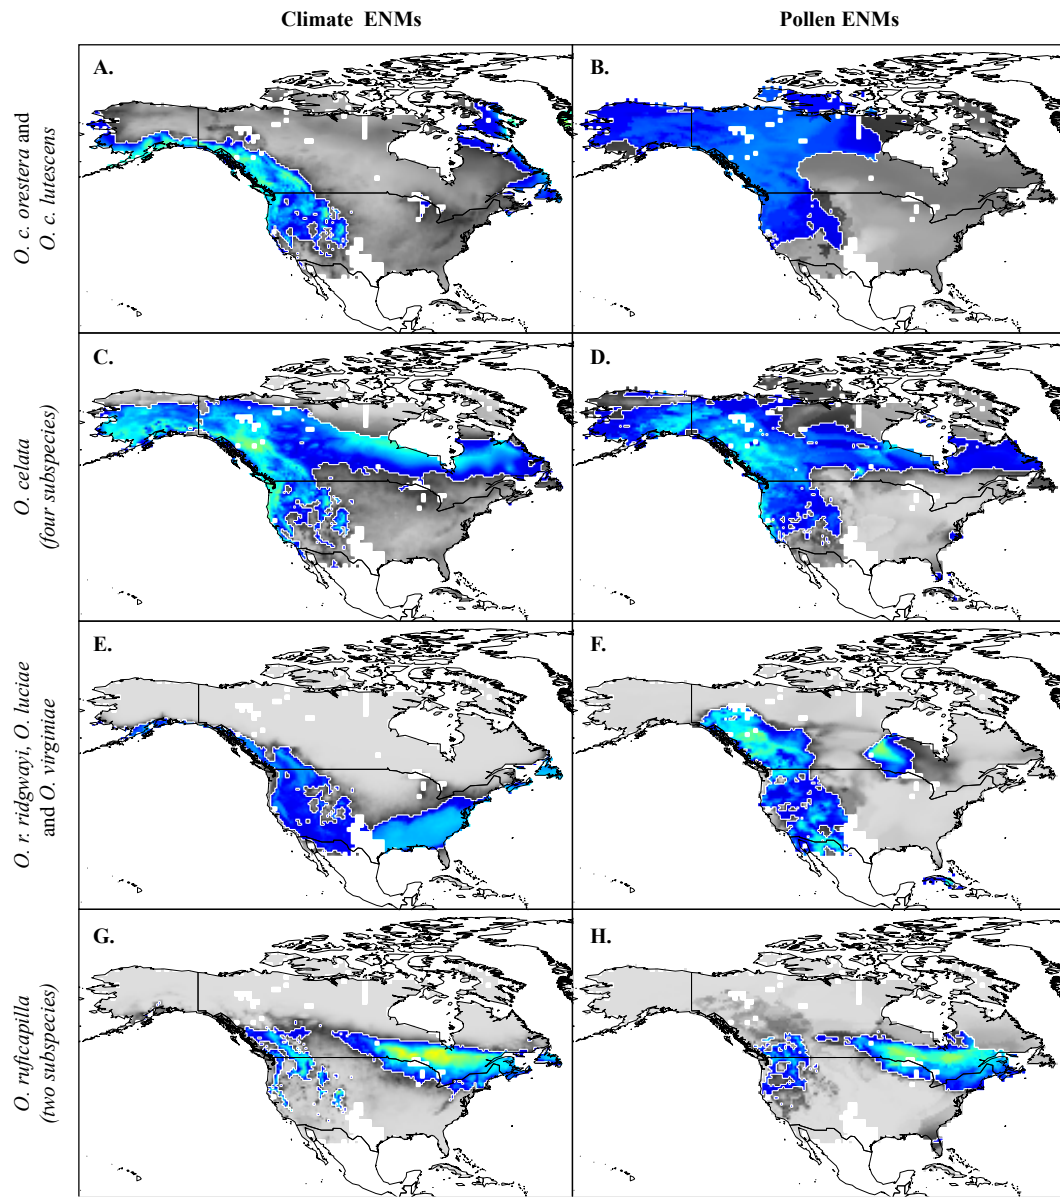 Climate ENMs
Pollen ENMs
O. c. orestera and
O. c. lutescens
A.
B.
O. celata
(four subspecies)
C.
D.
O. r. ridgwayi, O. luciae
and O. virginiae
E.
F.
O. ruficapilla
(two subspecies)
G.
H.